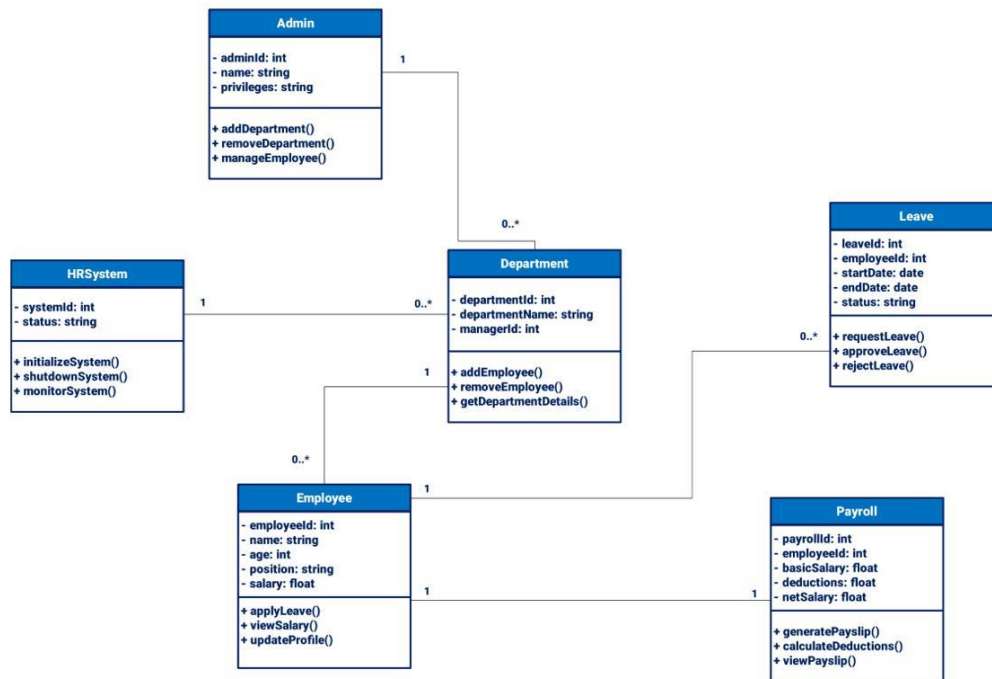 Admin
- adminId: int
- name: string
- privileges: string
+ addDepartment()
+ removeDepartment()
+ manageEmployee()
1
0..*
HRSystem
- systemId: int
- status: string
+ initializeSystem()
+ shutdownSystem()
+ monitorSystem()
1
0..*
Department
- departmentId: int
- departmentName: string
- managerId: int
+ addEmployee()
+ removeEmployee()
+ getDepartmentDetails()
1
0..*
Leave
- leaveId: int
- employeeId: int
- startDate: date
- endDate: date
- status: string
+ requestLeave()
+ approveLeave()
+ rejectLeave()
0..*
1
Employee
- employeeId: int
- name: string
- age: int
- position: string
- salary: float
+ applyLeave()
+ viewSalary()
+ updateProfile()
1
1
Payroll
- payrollId: int
- employeeId: int
- basicSalary: float
- deductions: float
- netSalary: float
+ generatePayslip()
+ calculateDeductions()
+ viewPayslip()